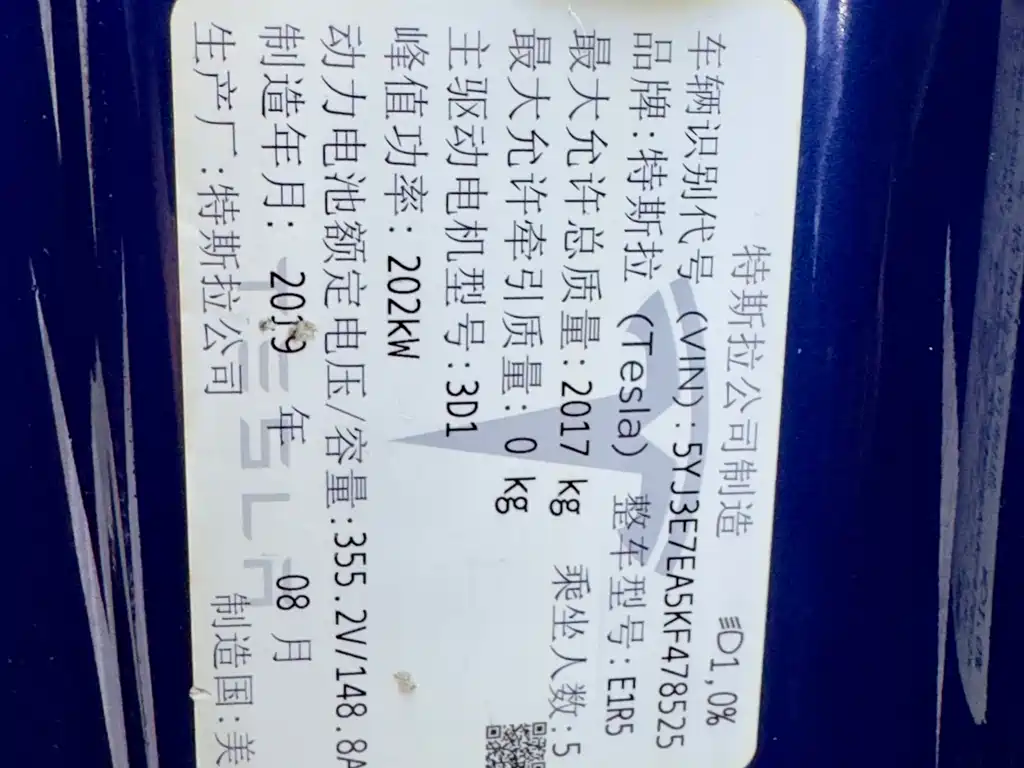 特斯拉公司制造 D1,0%
车辆识别代号 (VIN):5YJ3E7EA5KF478525
品牌:特斯拉 (Tesla) 整车型号:E1R5
最大允许总质量:2017 kg 乘坐人数:5
最大允许牵引质量: 0 kg
主驱动电机型号:3D1
峰值功率:202kW
动力电池额定电压/容量:355.2V/148.8A
制造年月: 2019 年 08 月
生产厂:特斯拉公司 制造国:美
TESLA